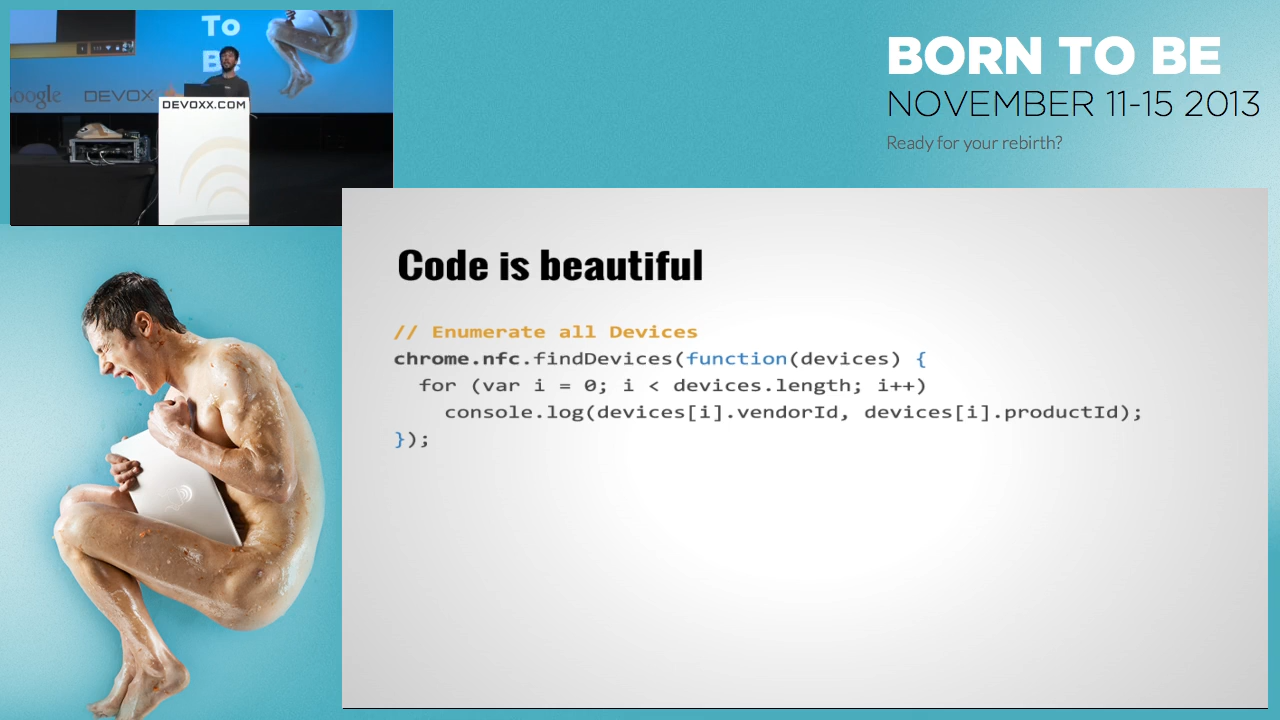 To
B
Google
DEVOX
DEVOXX.COM
BORN TO BE
NOVEMBER 11-15 2013
Ready for your rebirth?
Code is beautiful
// Enumerate all Devices
chrome.nfc.findDevices(function(devices) {
for (var i = 0; i < devices.length; i++)
console.log(devices[i].vendorId, devices[i].productId);
});